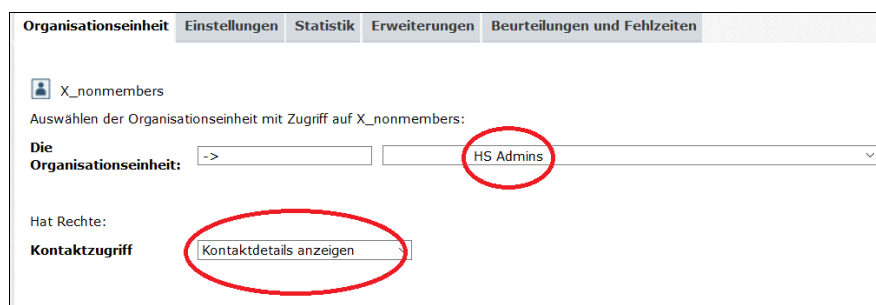 Organisationseinheit Einstellungen Statistik Erweiterungen Beurteilungen und Fehlzeiten
X_nonmembers
Auswählen der Organisationseinheit mit Zugriff auf X_nonmembers:
Die
Organisationseinheit: -> HS Admins
Hat Rechte:
Kontaktzugriff Kontaktdetails anzeigen